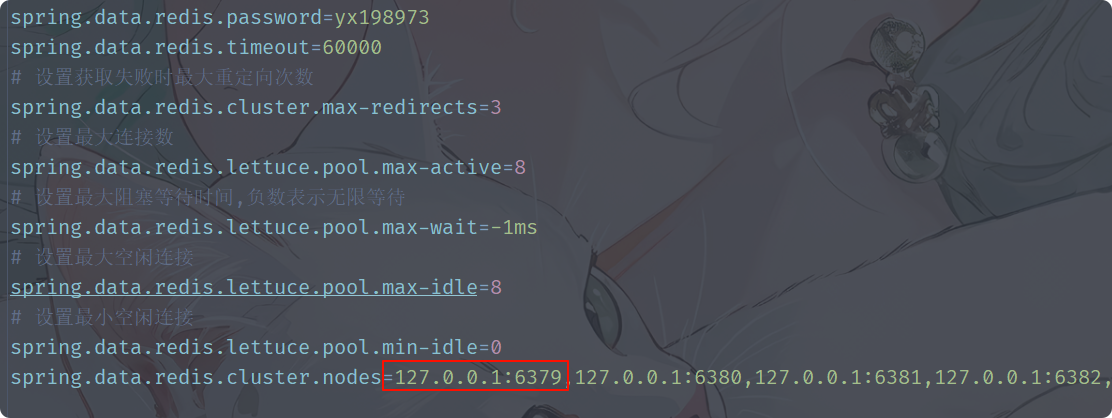 spring.data.redis.password=yx198973
spring.data.redis.timeout=60000
# 设置获取失败时最大重定向次数
spring.data.redis.cluster.max-redirects=3
# 设置最大连接数
spring.data.redis.lettuce.pool.max-active=8
# 设置最大阻塞等待时间,负数表示无限等待
spring.data.redis.lettuce.pool.max-wait=-1ms
# 设置最大空闲连接
spring.data.redis.lettuce.pool.max-idle=8
# 设置最小空闲连接
spring.data.redis.lettuce.pool.min-idle=0
spring.data.redis.cluster.nodes=127.0.0.1:6379,127.0.0.1:6380,127.0.0.1:6381,127.0.0.1:6382,